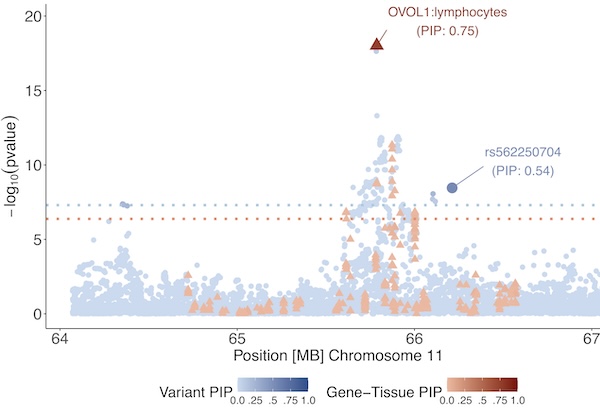 OVOL1:lymphocytes
(PIP: 0.75)
rs562250704
(PIP: 0.54)
−log10(pvalue)
20
15
10
5
0
64 65 66 67
Position [MB] Chromosome 11
Variant PIP 0.0 .25 .5 .75 1.0 Gene−Tissue PIP 0.0 .25 .5 .75 1.0